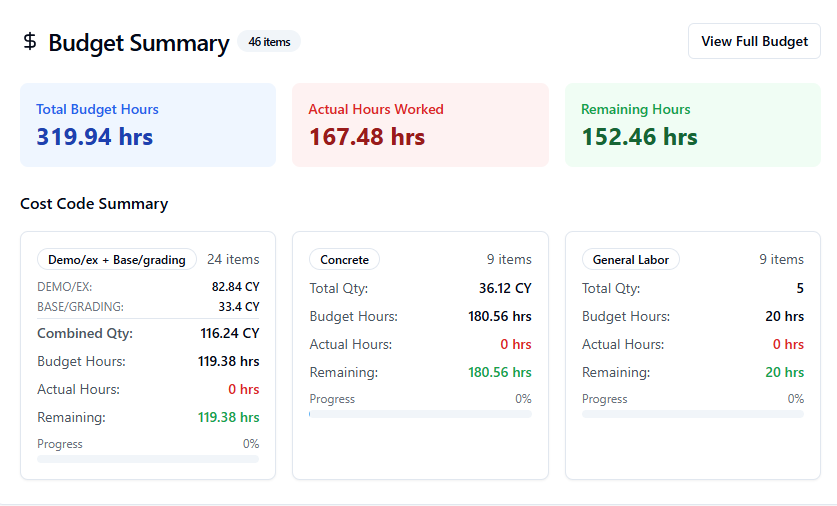 $ Budget Summary 46 items
View Full Budget
Total Budget Hours
319.94 hrs
Actual Hours Worked
167.48 hrs
Remaining Hours
152.46 hrs
Cost Code Summary
Demo/ex + Base/grading 24 items
DEMO/EX: 82.84 CY
BASE/GRADING: 33.4 CY
Combined Qty: 116.24 CY
Budget Hours: 119.38 hrs
Actual Hours: 0 hrs
Remaining: 119.38 hrs
Progress 0%
Concrete 9 items
Total Qty: 36.12 CY
Budget Hours: 180.56 hrs
Actual Hours: 0 hrs
Remaining: 180.56 hrs
Progress 0%
General Labor 9 items
Total Qty: 5
Budget Hours: 20 hrs
Actual Hours: 0 hrs
Remaining: 20 hrs
Progress 0%